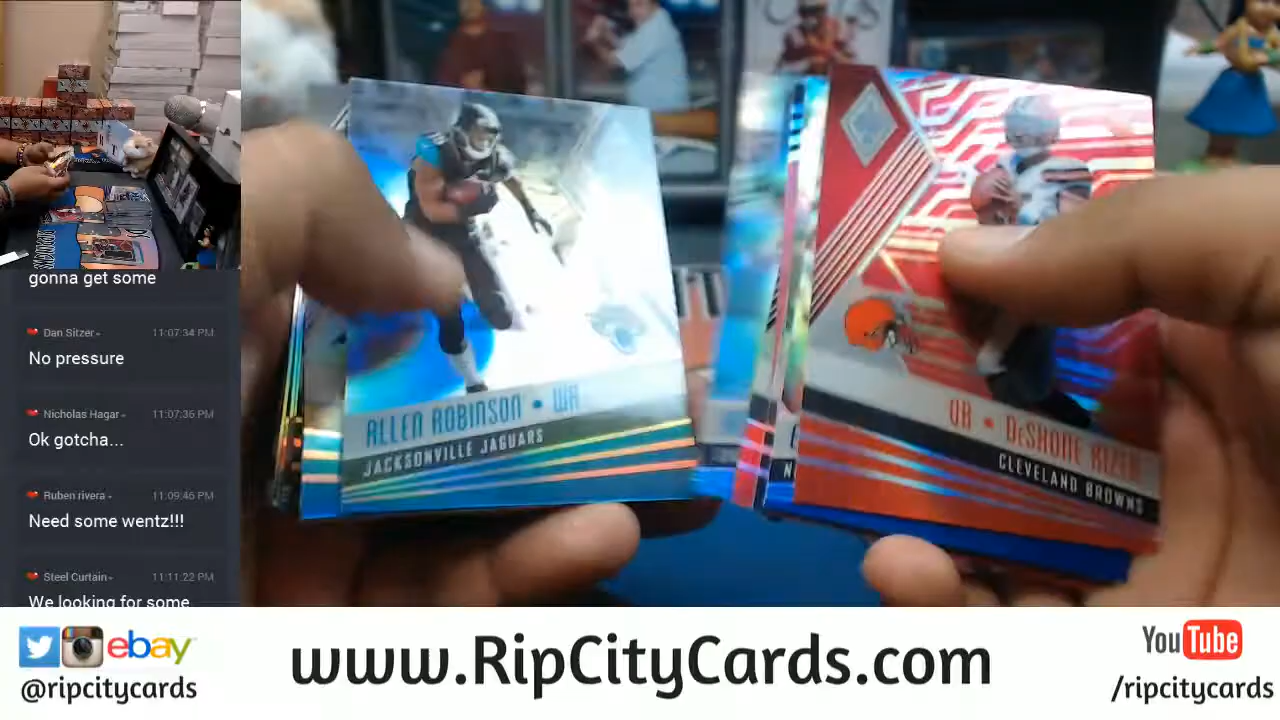 gonna get some
Dan Sitzer
11:07:34 PM
No pressure
Nicholas Hagar
11:07:36 PM
Ok gotcha...
Ruben rivera
11:09:46 PM
Need some wentz!!!
Steel Curtain
11:11:22 PM
We looking for some
ALLEN ROBINSON • WR
JACKSONVILLE JAGUARS
QB • DeSHONE KIZER
CLEVELAND BROWNS
ebay
@ripcitycards
www.RipCityCards.com
YouTube
/ripcitycards